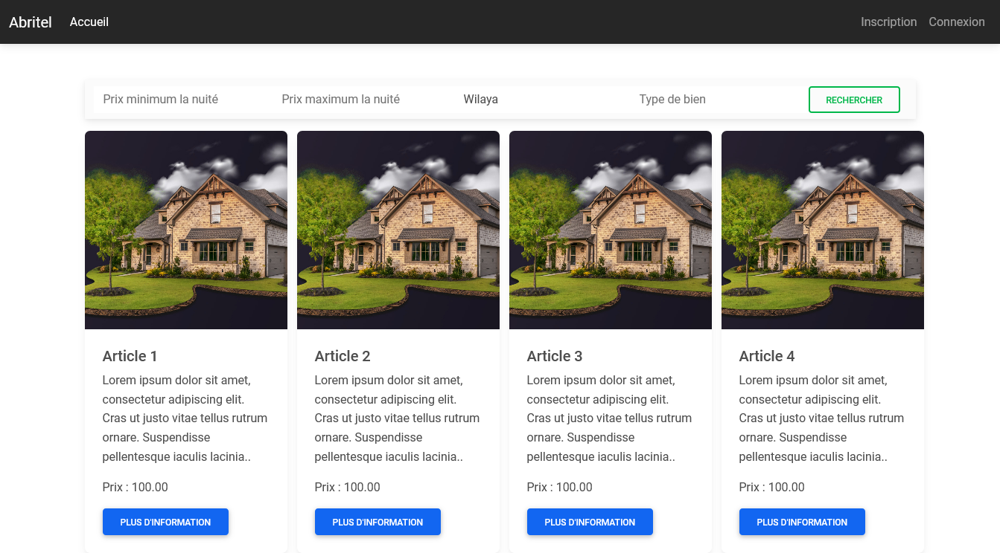 Abritel Accueil Inscription Connexion
Prix minimum la nuité Prix maximum la nuité Wilaya Type de bien RECHERCHER
Article 1
Lorem ipsum dolor sit amet,
consectetur adipiscing elit.
Cras ut justo vitae tellus rutrum
ornare. Suspendisse
pellentesque iaculis lacinia..
Prix : 100.00
PLUS D'INFORMATION
Article 2
Lorem ipsum dolor sit amet,
consectetur adipiscing elit.
Cras ut justo vitae tellus rutrum
ornare. Suspendisse
pellentesque iaculis lacinia..
Prix : 100.00
PLUS D'INFORMATION
Article 3
Lorem ipsum dolor sit amet,
consectetur adipiscing elit.
Cras ut justo vitae tellus rutrum
ornare. Suspendisse
pellentesque iaculis lacinia..
Prix : 100.00
PLUS D'INFORMATION
Article 4
Lorem ipsum dolor sit amet,
consectetur adipiscing elit.
Cras ut justo vitae tellus rutrum
ornare. Suspendisse
pellentesque iaculis lacinia..
Prix : 100.00
PLUS D'INFORMATION